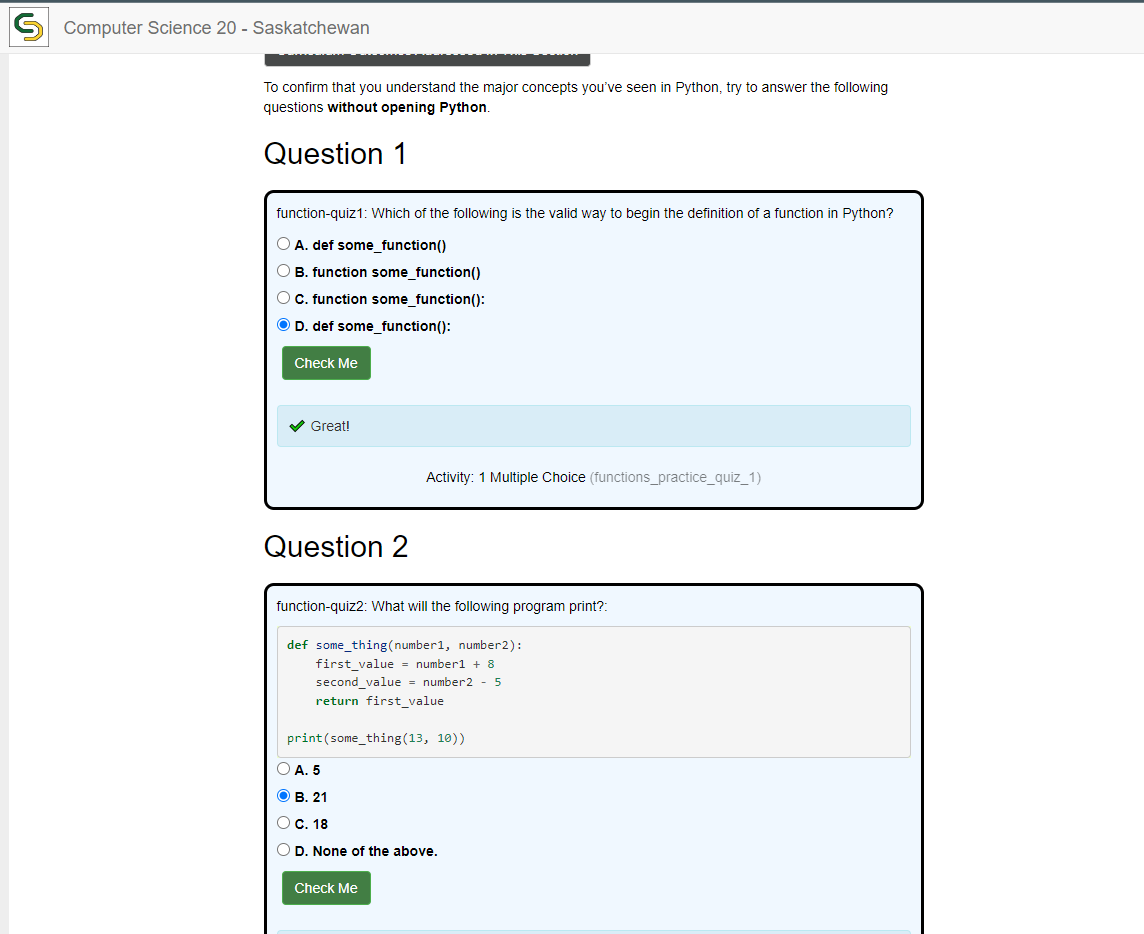 Computer Science 20 - Saskatchewan
To confirm that you understand the major concepts you've seen in Python, try to answer the following
questions without opening Python.
Question 1
function-quiz1: Which of the following is the valid way to begin the definition of a function in Python?
A. def some_function()
B. function some_function()
C. function some_function():
D. def some_function():
Check Me
Great!
Activity: 1 Multiple Choice (functions_practice_quiz_1)
Question 2
function-quiz2: What will the following program print?:
def some_thing(number1, number2):
    first_value = number1 + 8
    second_value = number2 - 5
    return first_value
print(some_thing(13, 10))
A. 5
B. 21
C. 18
D. None of the above.
Check Me